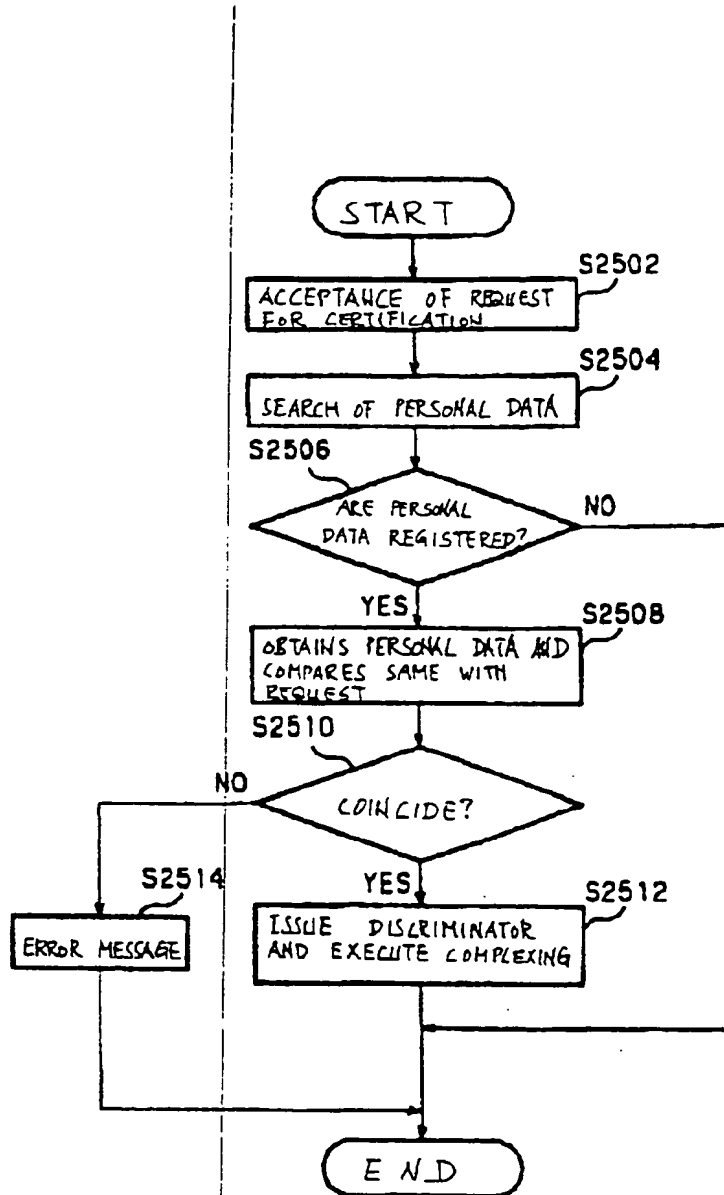 START
S2502
ACCEPTANCE OF REQUEST
FOR CERTIFICATION
S2504
SEARCH OF PERSONAL DATA
S2506
ARE PERSONAL
DATA REGISTERED?
NO
YES
S2508
OBTAINS PERSONAL DATA AND
COMPARES SAME WITH
REQUEST
S2510
NO
COINCIDE?
YES
S2514
ERROR MESSAGE
S2512
ISSUE DISCRIMINATOR
AND EXECUTE COMPLEXING
END